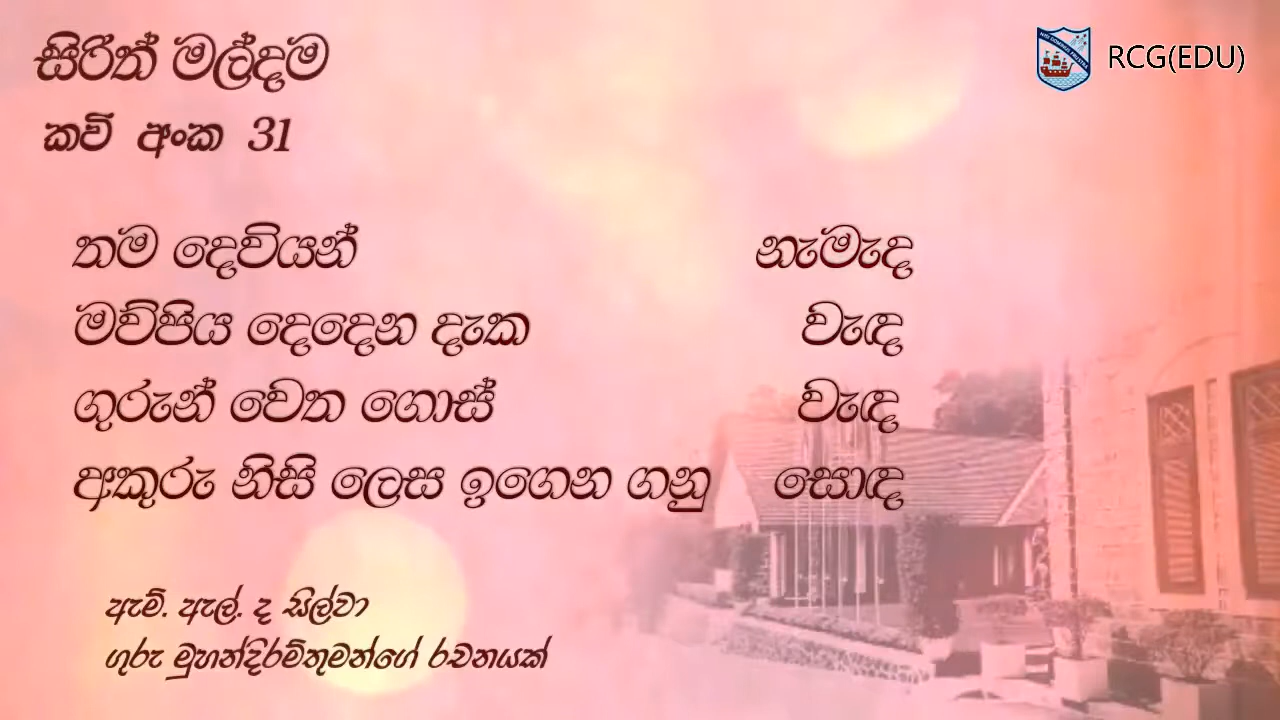 සිරිත් මල්දම
RCG(EDU)
කවි අංක 31
තම දෙවියන් නැමැද
මව්පිය දෙදෙන දැක වැඳ
ගුරුන් වෙත ගොස් වැඳ
අකුරු නිසි ලෙස ඉගෙන ගනු සොඳ
ඇම්. ඇල්. ද සිල්වා
ගුරු මුහන්දිරම්තුමන්ගේ රචනයක්